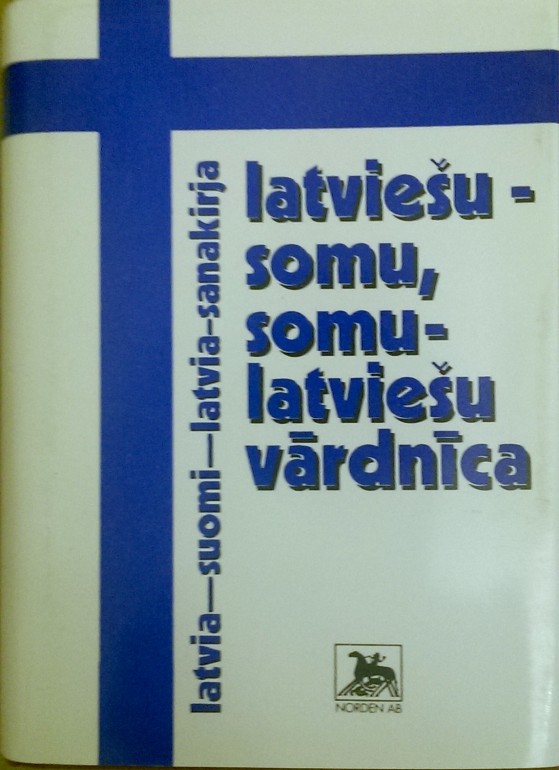 latviešu -
somu,
somu-
latviešu
vārdnīca
latvia—suomi—latvia-sanakirja
NORDEN AB